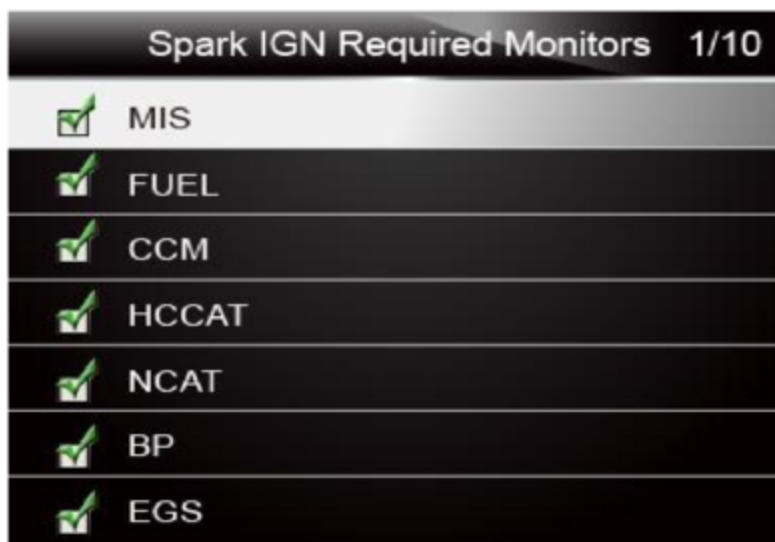 Spark IGN Required Monitors 1/10
MIS
FUEL
CCM
HCCAT
NCAT
BP
EGS